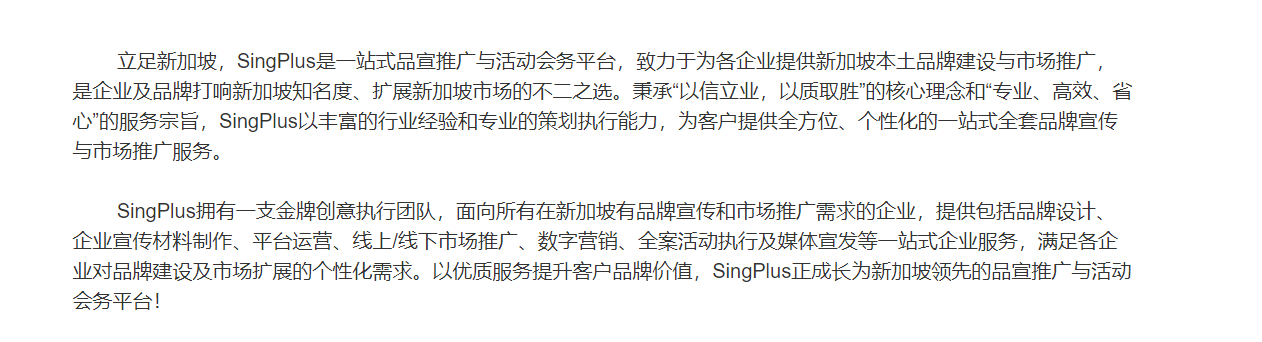 立足新加坡，SingPlus是一站式品宣推广与活动会务平台，致力于为各企业提供新加坡本土品牌建设与市场推广，
是企业及品牌打响新加坡知名度、扩展新加坡市场的不二之选。秉承“以信立业，以质取胜”的核心理念和“专业、高效、省
心”的服务宗旨，SingPlus以丰富的行业经验和专业的策划执行能力，为客户提供全方位、个性化的一站式全套品牌宣传
与市场推广服务。
SingPlus拥有一支金牌创意执行团队，面向所有在新加坡有品牌宣传和市场推广需求的企业，提供包括品牌设计、
企业宣传材料制作、平台运营、线上/线下市场推广、数字营销、全案活动执行及媒体宣发等一站式企业服务，满足各企
业对品牌建设及市场扩展的个性化需求。以优质服务提升客户品牌价值，SingPlus正成长为新加坡领先的品宣推广与活动
会务平台！